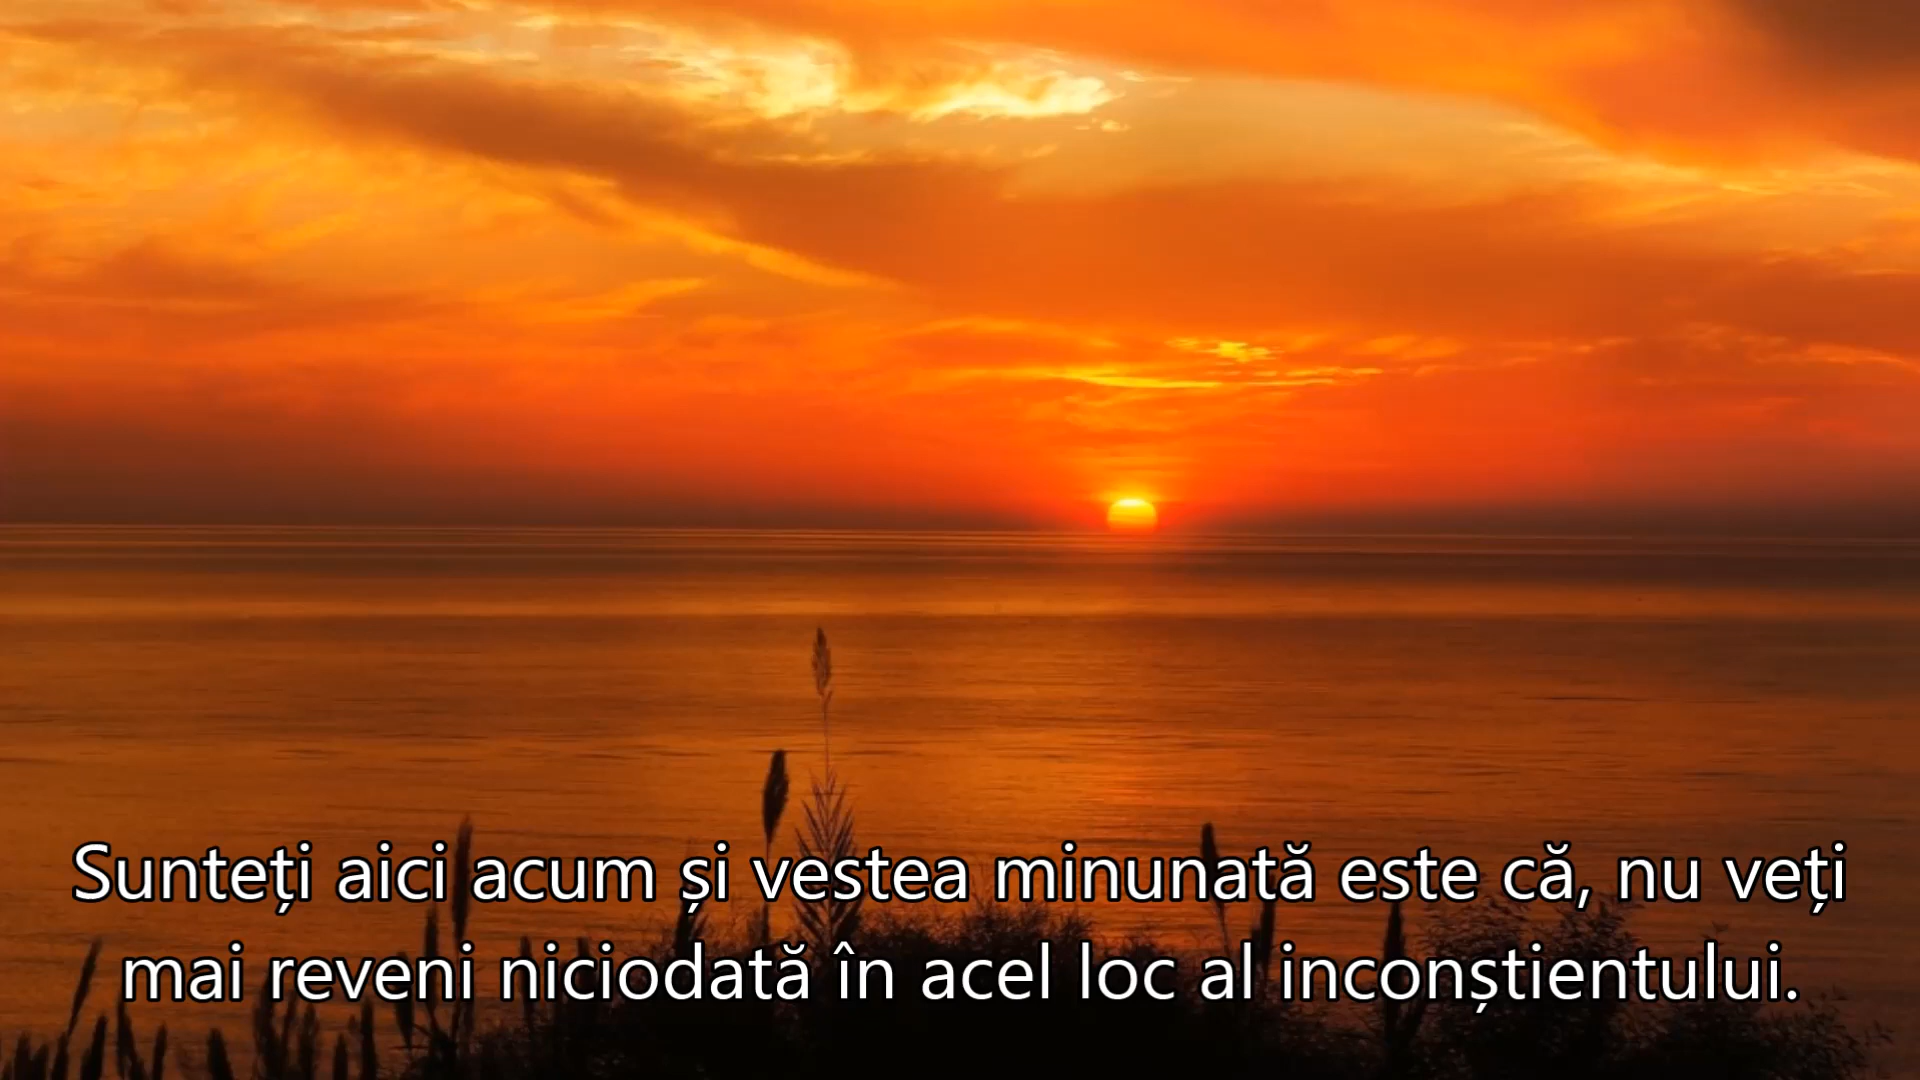 Sunteți aici acum și vestea minunată este că, nu veți
mai reveni niciodată în acel loc al inconștientului.